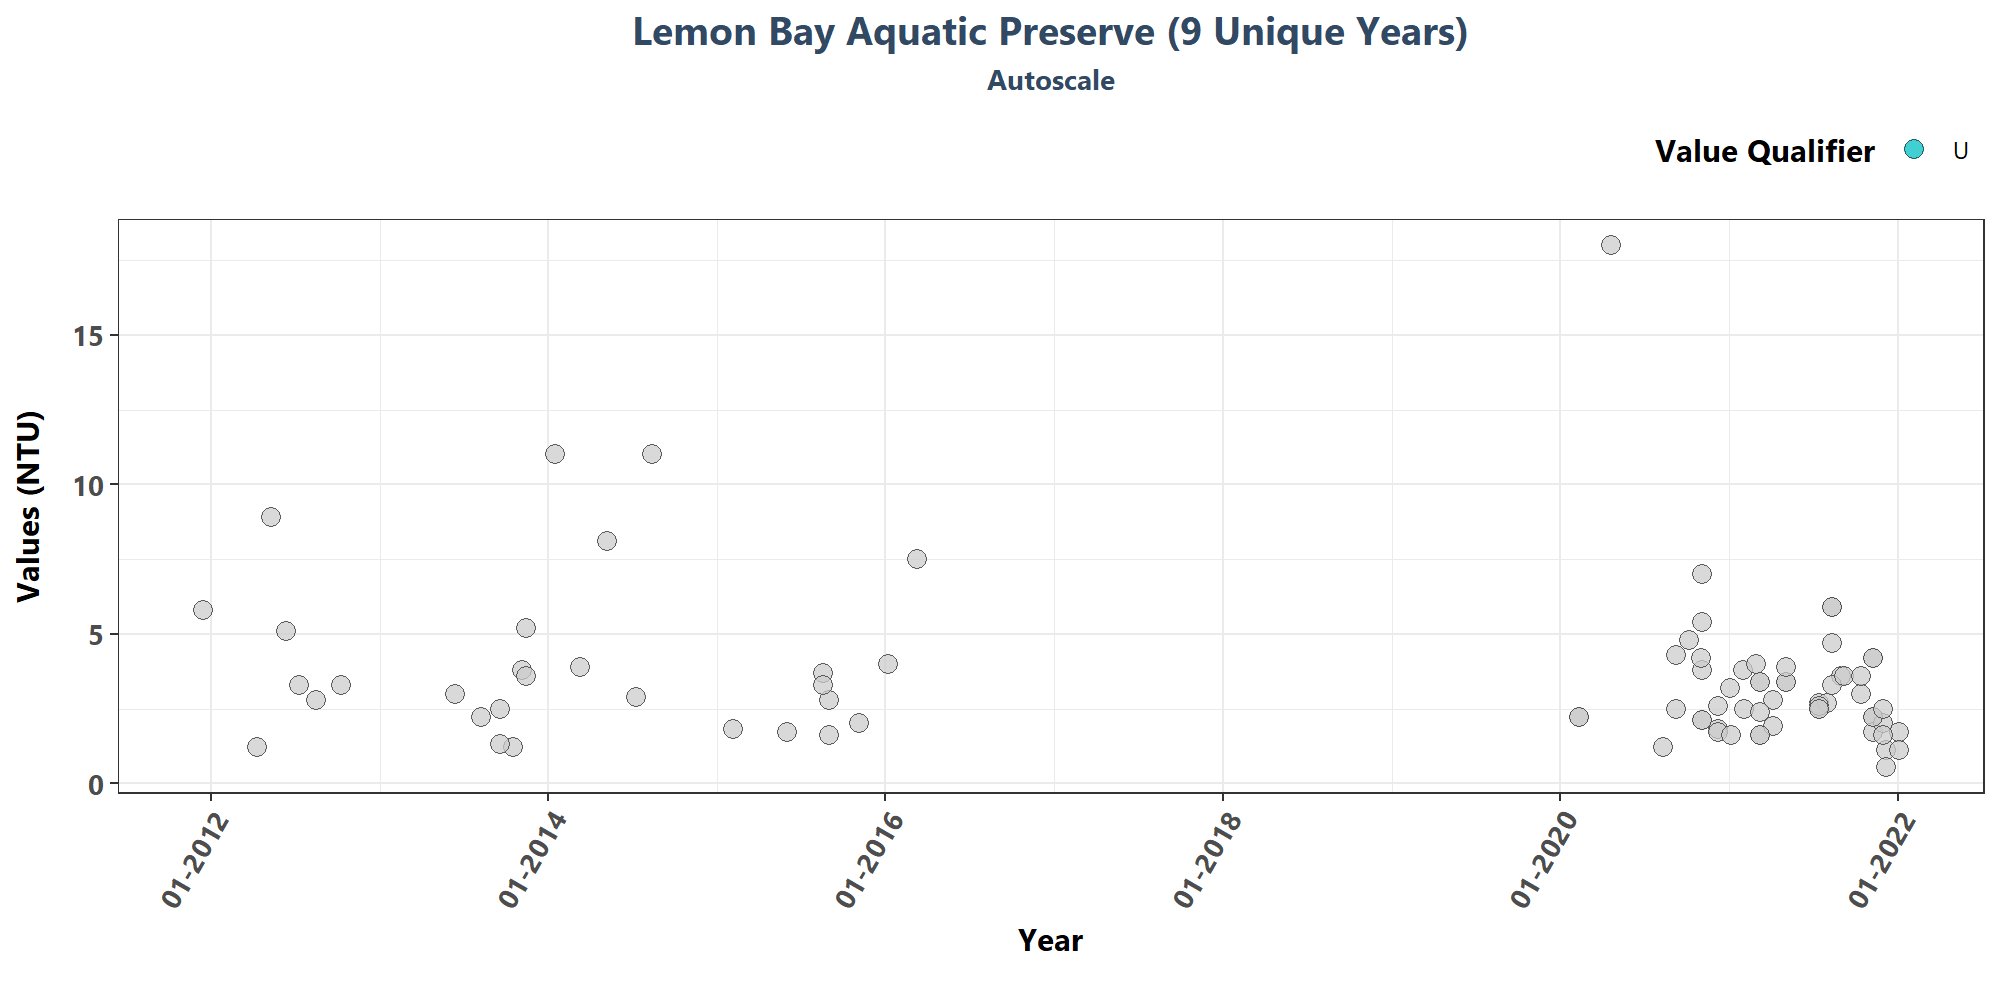 Lemon Bay Aquatic Preserve (9 Unique Years)
Autoscale
Value Qualifier U
Values (NTU)
15
10
5
0
01-2012 01-2014 01-2016 01-2018 01-2020 01-2022
Year